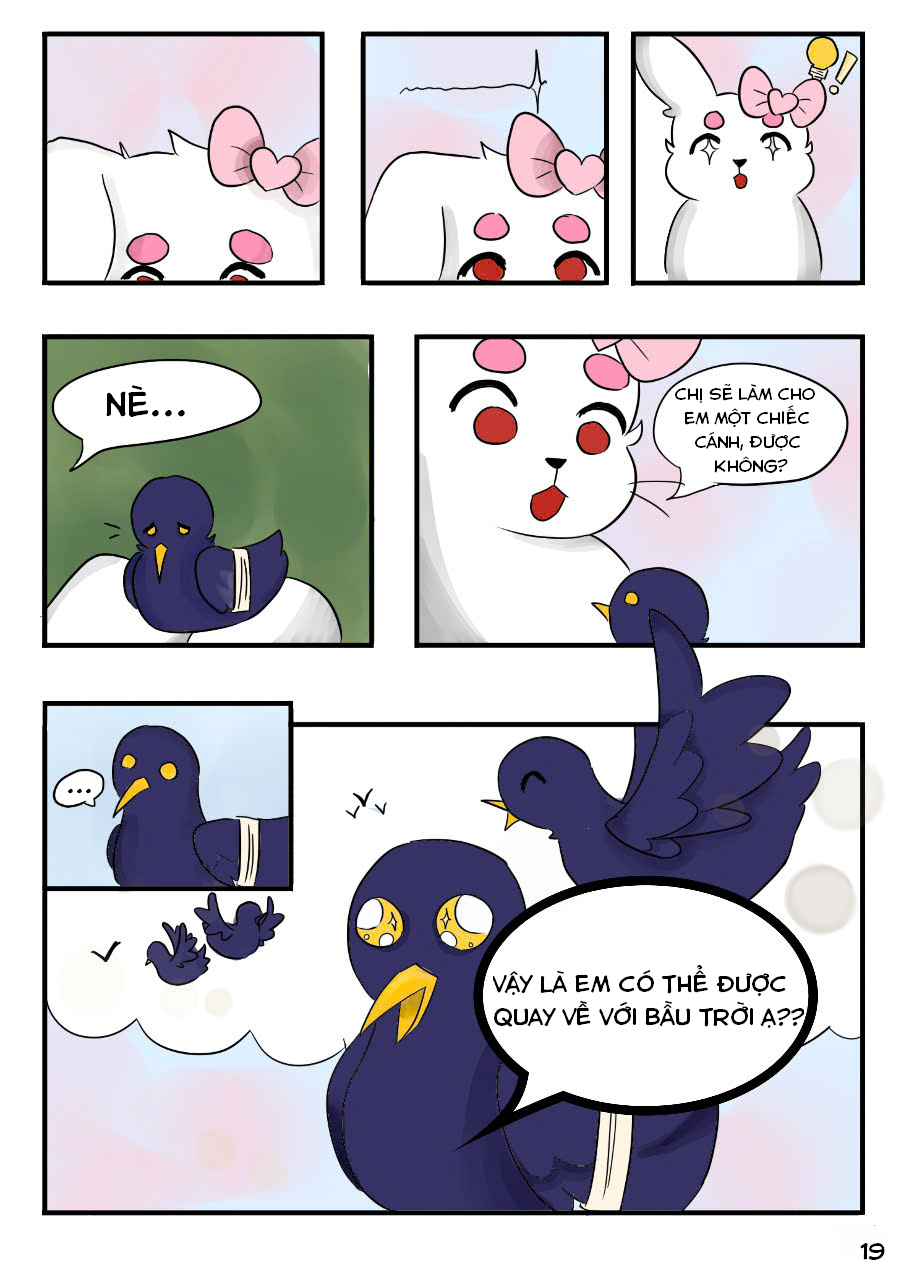 !
NÈ...
CHỊ SẼ LÀM CHO
EM MỘT CHIẾC
CÁNH, ĐƯỢC
KHÔNG?
...
VẬY LÀ EM CÓ THỂ ĐƯỢC
QUAY VỀ VỚI BẦU TRỜI Ạ??
19